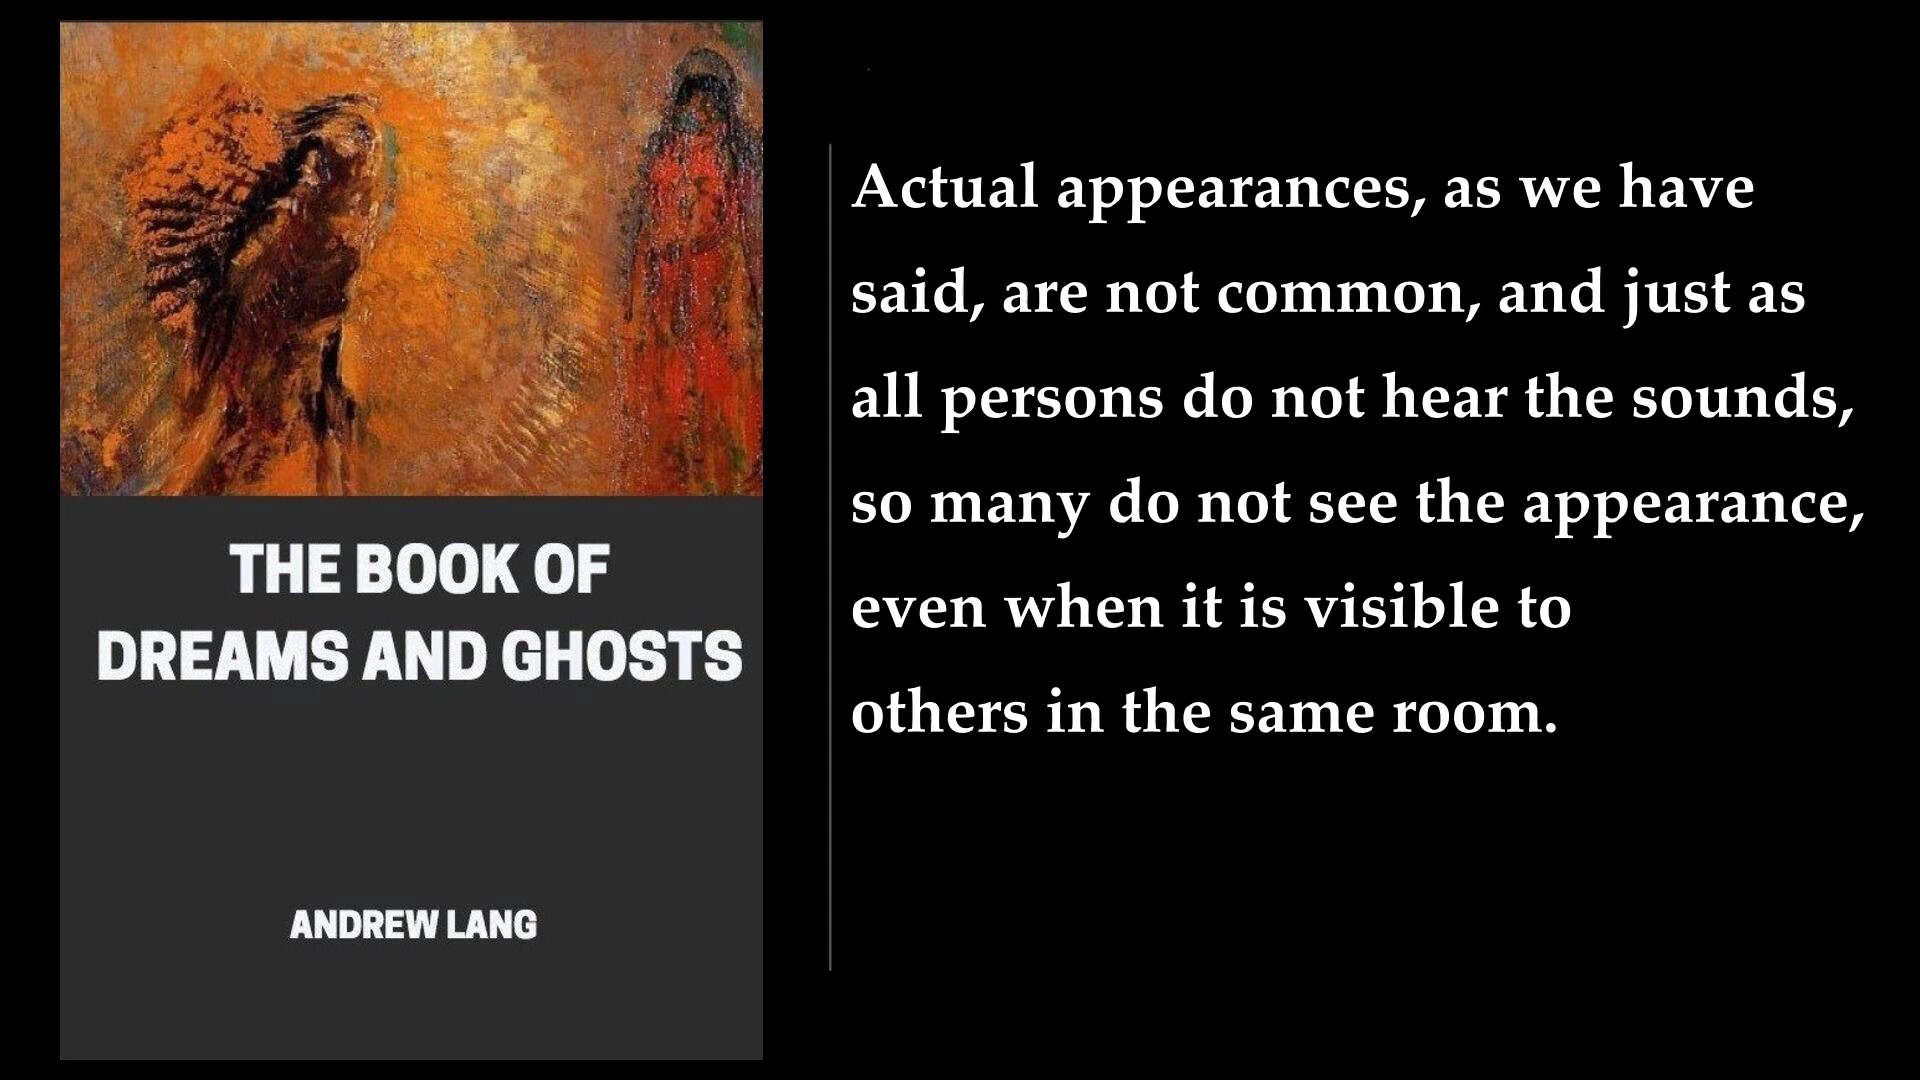 THE BOOK OF
DREAMS AND GHOSTS
ANDREW LANG
Actual appearances, as we have
said, are not common, and just as
all persons do not hear the sounds,
so many do not see the appearance,
even when it is visible to
others in the same room.